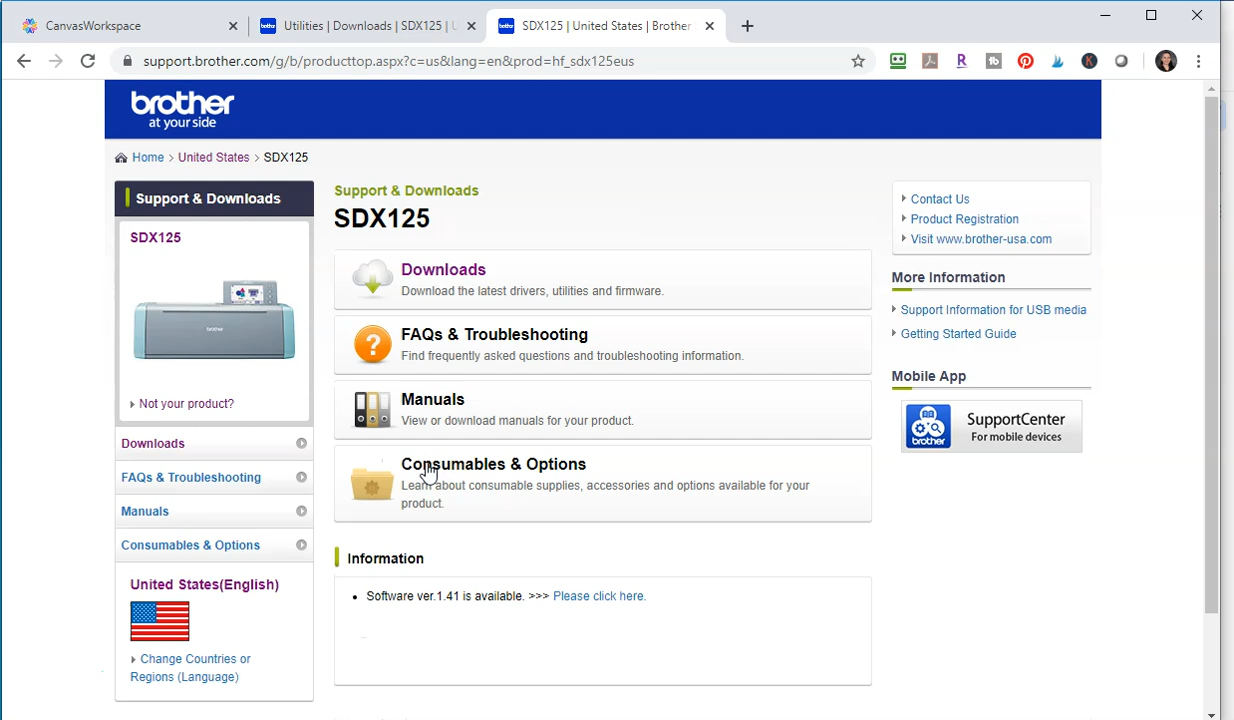 CanvasWorkspace
Utilities | Downloads | SDX125 | U
SDX125 | United States | Brother
support.brother.com/g/b/producttop.aspx?c=us&lang=en&prod=hf_sdx125eus
brother
at your side
Home > United States > SDX125
Support & Downloads
SDX125
brother
Not your product?
Downloads
FAQs & Troubleshooting
Manuals
Consumables & Options
United States(English)
Change Countries or
Regions (Language)
Support & Downloads
SDX125
Downloads
Download the latest drivers, utilities and firmware.
FAQs & Troubleshooting
Find frequently asked questions and troubleshooting information.
Manuals
View or download manuals for your product.
Consumables & Options
Learn about consumable supplies, accessories and options available for your
product.
Information
Software ver.1.41 is available. >>> Please click here.
Contact Us
Product Registration
Visit www.brother-usa.com
More Information
Support Information for USB media
Getting Started Guide
Mobile App
brother
SupportCenter
For mobile devices